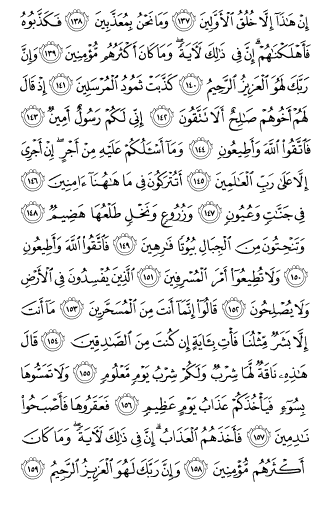 إِنْ هَٰذَآ إِلَّا خُلُقُ ٱلْأَوَّلِينَ ١٣٧ وَمَا نَحْنُ بِمُعَذَّبِينَ ١٣٨ فَكَذَّبُوهُ
فَأَهْلَكْنَٰهُمْ ۗ إِنَّ فِى ذَٰلِكَ لَءَايَةً ۖ وَمَا كَانَ أَكْثَرُهُم مُّؤْمِنِينَ ١٣٩ وَإِنَّ
رَبَّكَ لَهُوَ ٱلْعَزِيزُ ٱلرَّحِيمُ ١٤٠ كَذَّبَتْ ثَمُودُ ٱلْمُرْسَلِينَ ١٤١ إِذْ قَالَ
لَهُمْ أَخُوهُمْ صَٰلِحٌ أَلَا تَتَّقُونَ ١٤٢ إِنِّى لَكُمْ رَسُولٌ أَمِينٌ ١٤٣
فَٱتَّقُوا۟ ٱللَّهَ وَأَطِيعُونِ ١٤٤ وَمَآ أَسْـَٔلُكُمْ عَلَيْهِ مِنْ أَجْرٍ ۖ إِنْ أَجْرِىَ
إِلَّا عَلَىٰ رَبِّ ٱلْعَٰلَمِينَ ١٤٥ أَتُتْرَكُونَ فِى مَا هَٰهُنَآ ءَامِنِينَ ١٤٦
فِى جَنَّٰتٍ وَعُيُونٍ ١٤٧ وَزُرُوعٍ وَنَخْلٍ طَلْعُهَا هَضِيمٌ ١٤٨
وَتَنْحِتُونَ مِنَ ٱلْجِبَالِ بُيُوتًا فَٰرِهِينَ ١٤٩ فَٱتَّقُوا۟ ٱللَّهَ وَأَطِيعُونِ
١٥٠ وَلَا تُطِيعُوٓا۟ أَمْرَ ٱلْمُسْرِفِينَ ١٥١ ٱلَّذِينَ يُفْسِدُونَ فِى ٱلْأَرْضِ
وَلَا يُصْلِحُونَ ١٥٢ قَالُوٓا۟ إِنَّمَآ أَنتَ مِنَ ٱلْمُسَحَّرِينَ ١٥٣ مَآ أَنتَ
إِلَّا بَشَرٌ مِّثْلُنَا فَأْتِ بِـَٔايَةٍ إِن كُنتَ مِنَ ٱلصَّٰدِقِينَ ١٥٤ قَالَ
هَٰذِهِۦ نَاقَةٌ لَّهَا شِرْبٌ وَلَكُمْ شِرْبُ يَوْمٍ مَّعْلُومٍ ١٥٥ وَلَا تَمَسُّوهَا
بِسُوٓءٍ فَيَأْخُذَكُمْ عَذَابُ يَوْمٍ عَظِيمٍ ١٥٦ فَعَقَرُوهَا فَأَصْبَحُوا۟
نَٰدِمِينَ ١٥٧ فَأَخَذَهُمُ ٱلْعَذَابُ ۗ إِنَّ فِى ذَٰلِكَ لَءَايَةً ۖ وَمَا كَانَ
أَكْثَرُهُم مُّؤْمِنِينَ ١٥٨ وَإِنَّ رَبَّكَ لَهُوَ ٱلْعَزِيزُ ٱلرَّحِيمُ ١٥٩